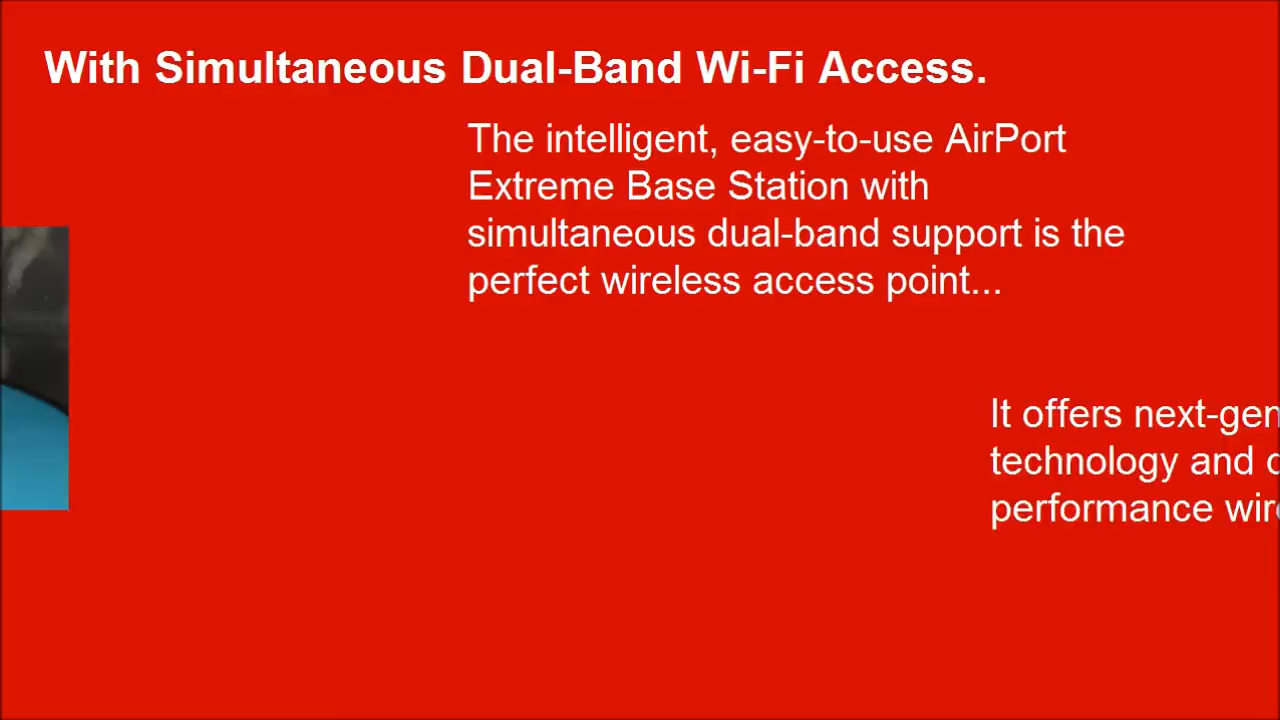 With Simultaneous Dual-Band Wi-Fi Access.
The intelligent, easy-to-use AirPort
Extreme Base Station with
simultaneous dual-band support is the
perfect wireless access point...
It offers next-gen
technology and
performance